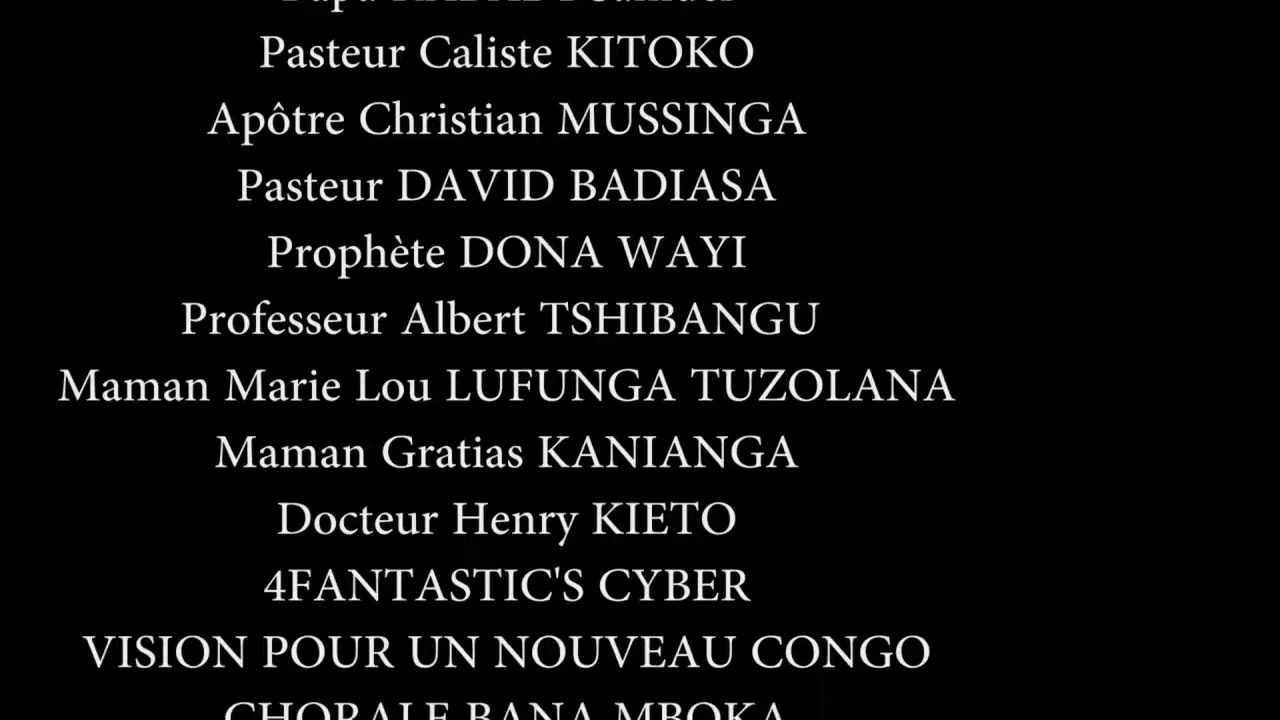 Pasteur Caliste KITOKO
Apôtre Christian MUSSINGA
Pasteur DAVID BADIASA
Prophète DONA WAYI
Professeur Albert TSHIBANGU
Maman Marie Lou LUFUNGA TUZOLANA
Maman Gratias KANIANGA
Docteur Henry KIETO
4FANTASTIC'S CYBER
VISION POUR UN NOUVEAU CONGO
CHORALE BANA MBOKA